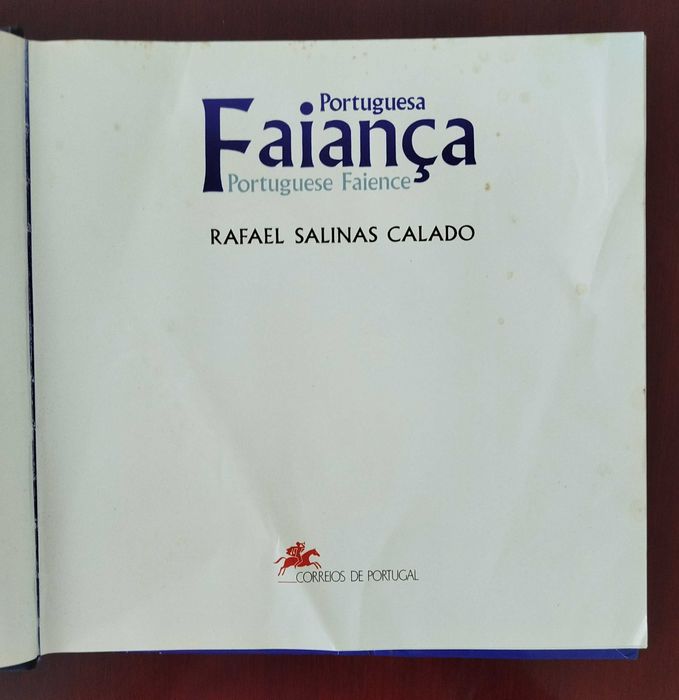 Portuguesa
Faiança
Portuguese Faience
RAFAEL SALINAS CALADO
CORREIOS DE PORTUGAL